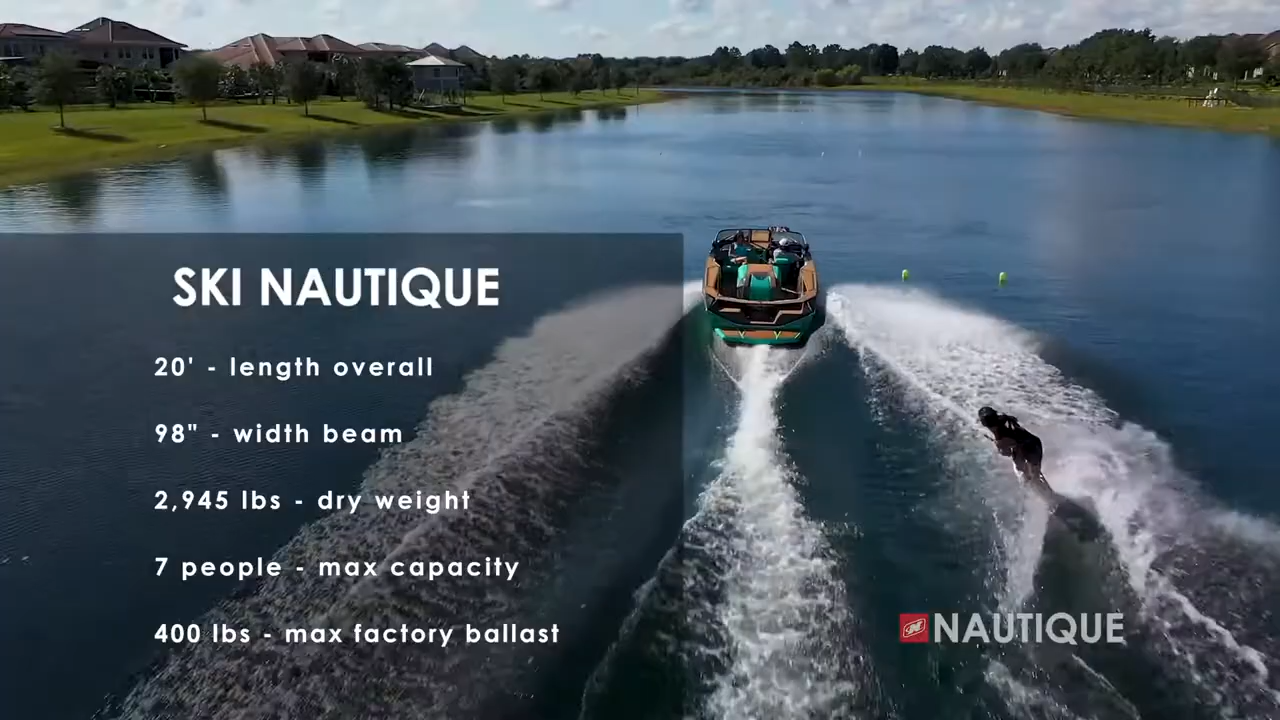 SKI NAUTIQUE
20' - length overall
98" - width beam
2,945 lbs - dry weight
7 people - max capacity
400 lbs - max factory ballast
NAUTIQUE